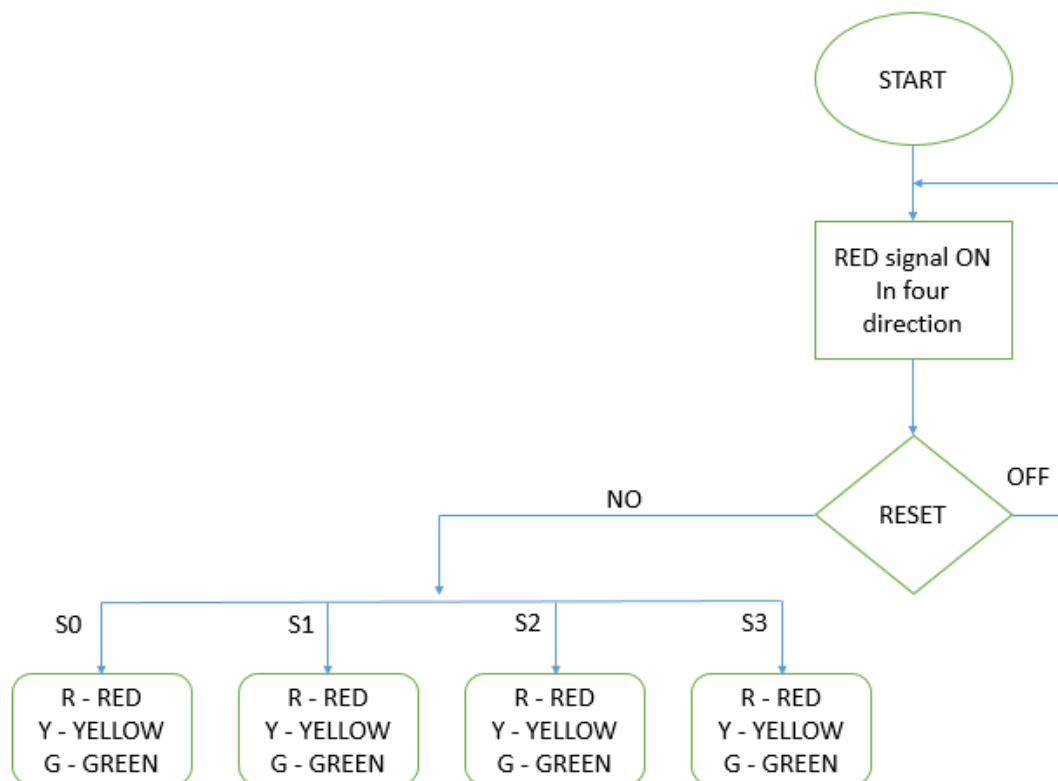 START
RED signal ON
In four
direction
RESET
OFF
NO
S0
S1
S2
S3
R - RED
Y - YELLOW
G - GREEN
R - RED
Y - YELLOW
G - GREEN
R - RED
Y - YELLOW
G - GREEN
R - RED
Y - YELLOW
G - GREEN